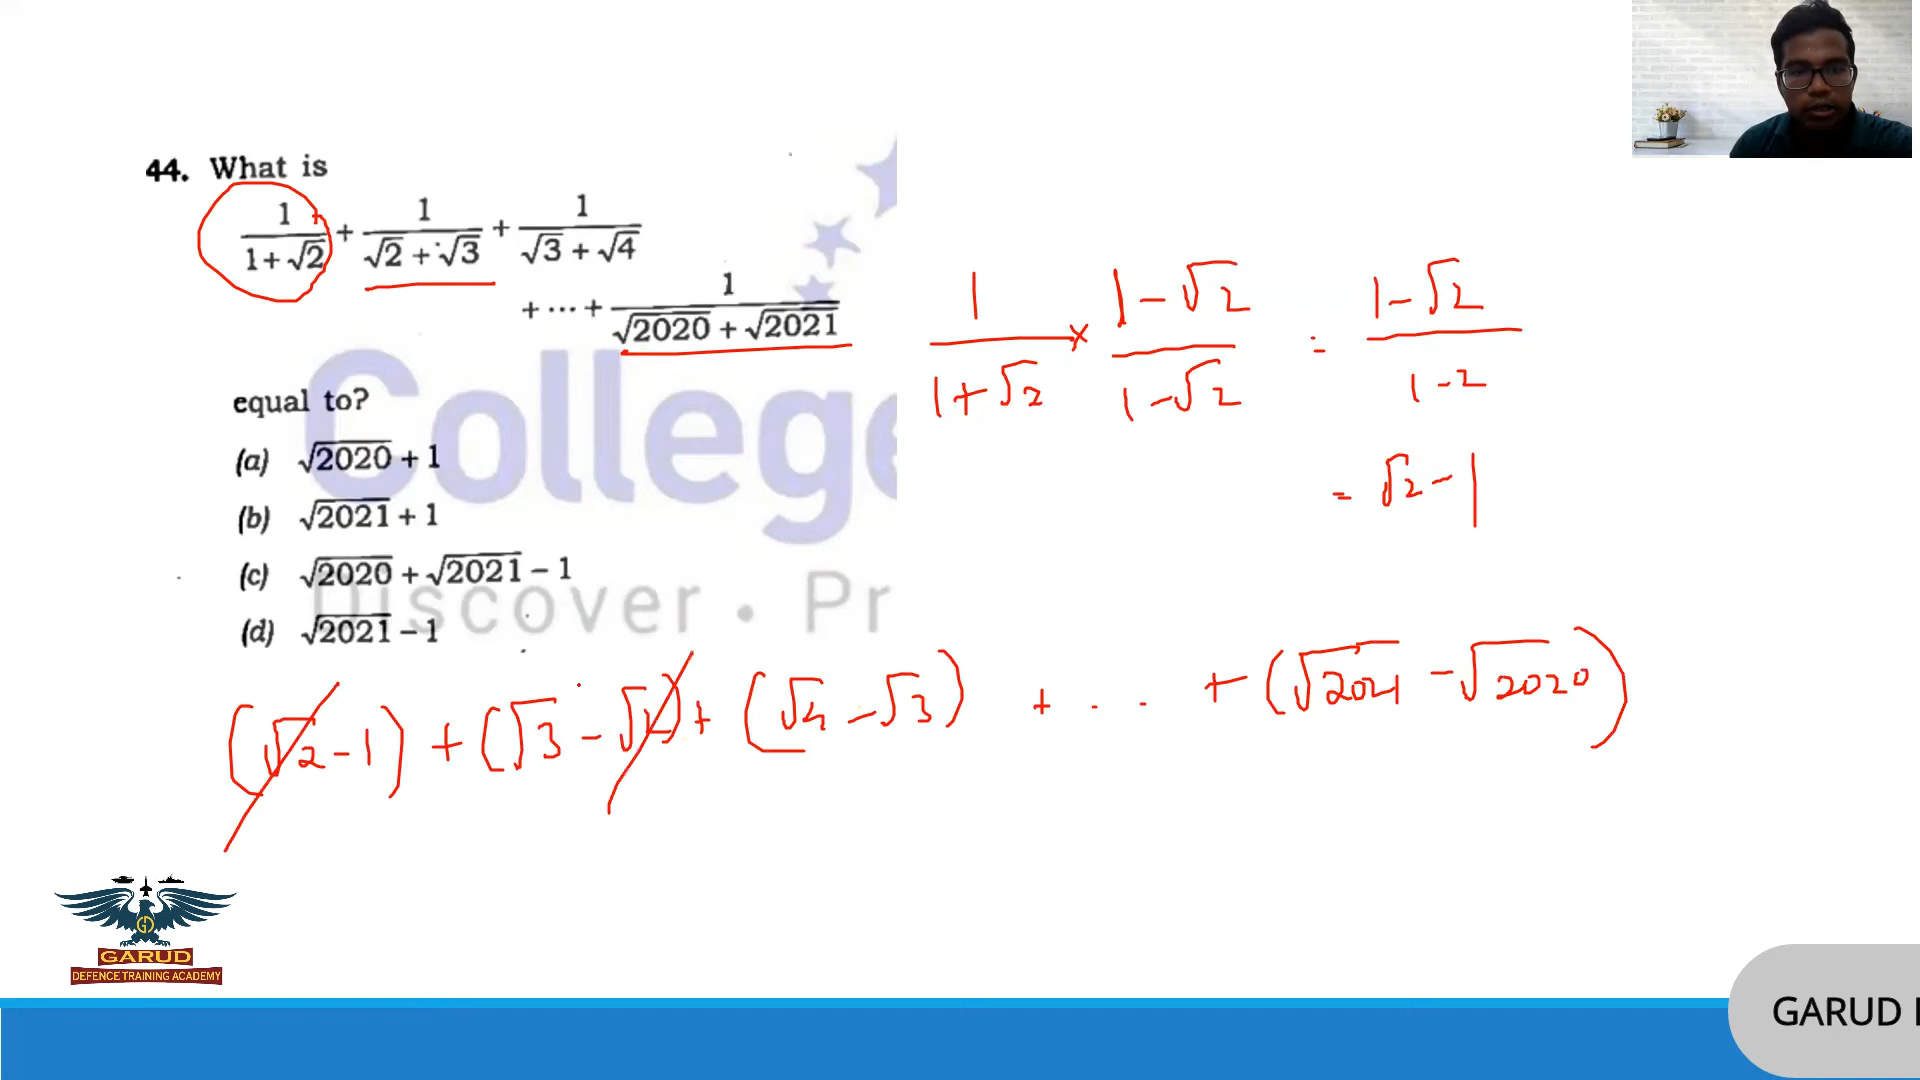 44. What is
1/(1 + √2) + 1/(√2 + √3) + 1/(√3 + √4)
+ ... + 1/(√2020 + √2021)
equal to?
(a) √2020 + 1
(b) √2021 + 1
(c) √2020 + √2021 − 1
(d) √2021 − 1
College
Discover • Pr
1/(1 + √2) × (1 − √2)/(1 − √2) = (1 − √2)/(1 − 2)
= √2 − 1
(√2 − 1) + (√3 − √2) + (√4 − √3) + . . + (√2021 − √2020)
GD
GARUD
DEFENCE TRAINING ACADEMY
GARUD